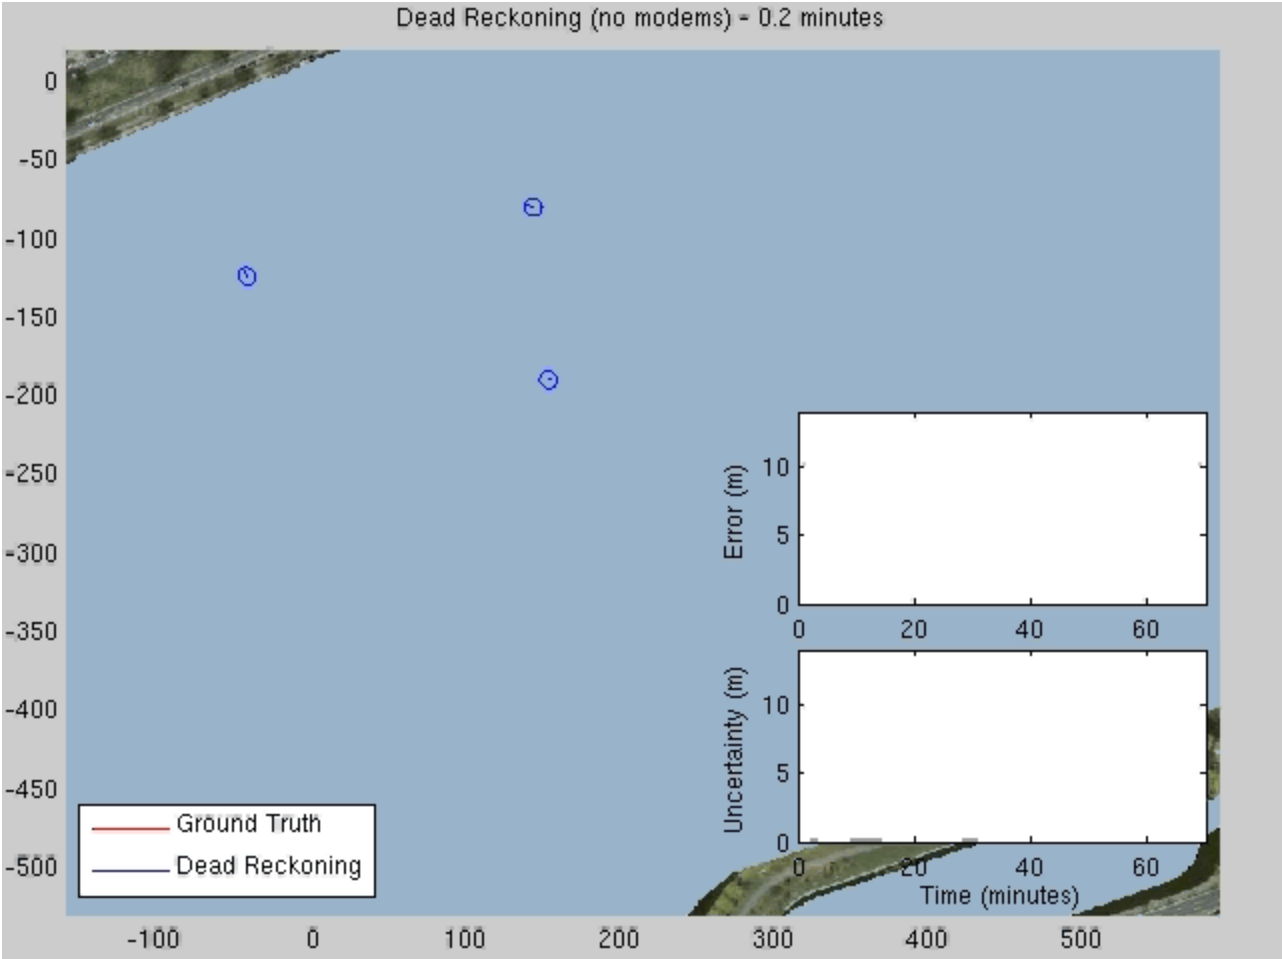 Dead Reckoning (no modems) - 0.2 minutes
0
-50
-100
-150
-200
-250
-300
-350
-400
-450
-500
-100 0 100 200 300 400 500
Error (m)
10
5
0
0 20 40 60
Uncertainty (m)
10
5
0
0 20 40 60
Time (minutes)
Ground Truth
Dead Reckoning